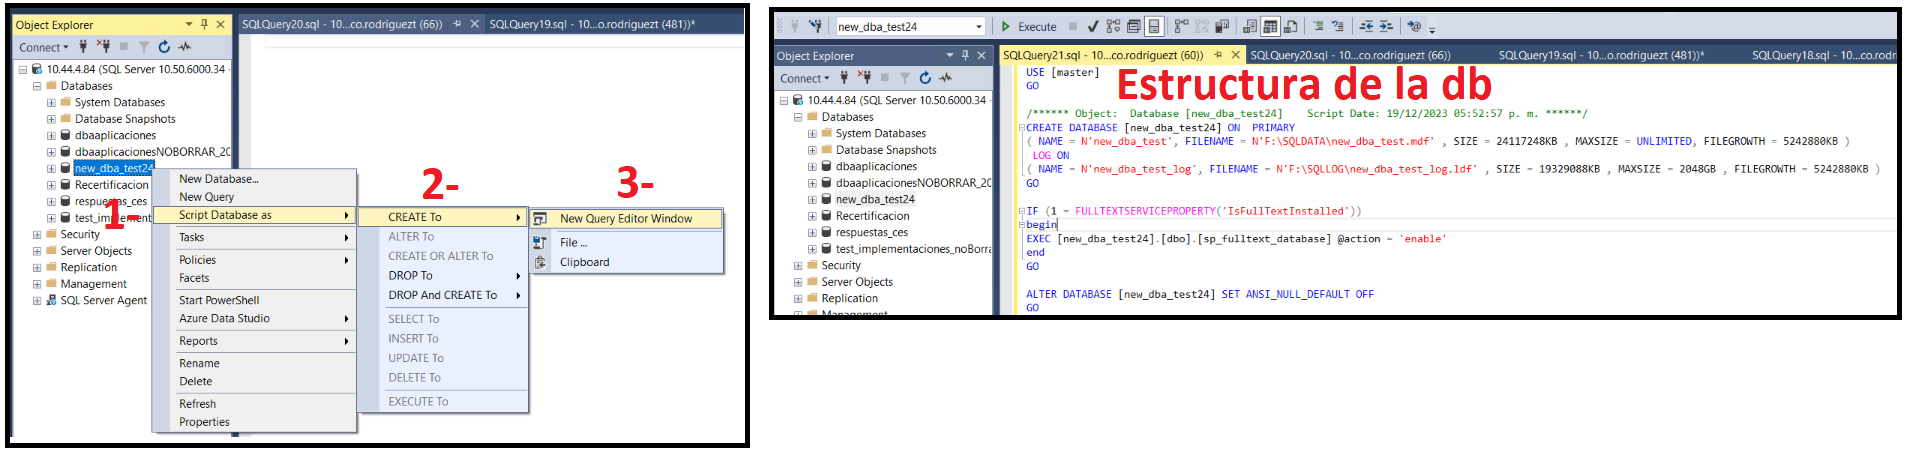 Object Explorer
Connect
10.44.4.84 (SQL Server 10.50.6000.34 -
Databases
System Databases
Database Snapshots
dbaaplicaciones
dbaaplicacionesNOBORRAR_20
new_dba_test24
Recertificacion
respuestas_ces
test_implement
Security
Server Objects
Replication
Management
SQL Server Agent
SQLQuery20.sql - 10...co.rodriguezt (66))
SQLQuery19.sql - 10...o.rodriguezt (481))*
1-
New Database...
New Query
Script Database as
Tasks
Policies
Facets
Start PowerShell
Azure Data Studio
Reports
Rename
Delete
Refresh
Properties
2-
CREATE To
ALTER To
CREATE OR ALTER To
DROP To
DROP And CREATE To
SELECT To
INSERT To
UPDATE To
DELETE To
EXECUTE To
3-
New Query Editor Window
File ...
Clipboard
new_dba_test24
Execute
Object Explorer
Connect
10.44.4.84 (SQL Server 10.50.6000.34 -
Databases
System Databases
Database Snapshots
dbaaplicaciones
dbaaplicacionesNOBORRAR_20
new_dba_test24
Recertificacion
respuestas_ces
test_implementaciones_noBorra
Security
Server Objects
Replication
Management
SQLQuery21.sql - 10...co.rodriguezt (60))
SQLQuery20.sql - 10...co.rodriguezt (66))
SQLQuery19.sql - 10...o.rodriguezt (481))*
SQLQuery18.sql - 10...co.rodri
Estructura de la db
USE [master]
GO
/****** Object:  Database [new_dba_test24]    Script Date: 19/12/2023 05:52:57 p. m. ******/
CREATE DATABASE [new_dba_test24] ON  PRIMARY
( NAME = N'new_dba_test', FILENAME = N'F:\SQLDATA\new_dba_test.mdf' , SIZE = 24117248KB , MAXSIZE = UNLIMITED, FILEGROWTH = 5242880KB )
LOG ON
( NAME = N'new_dba_test_log', FILENAME = N'F:\SQLLOG\new_dba_test_log.ldf' , SIZE = 19329088KB , MAXSIZE = 2048GB , FILEGROWTH = 5242880KB )
GO
IF (1 = FULLTEXTSERVICEPROPERTY('IsFullTextInstalled'))
begin
EXEC [new_dba_test24].[dbo].[sp_fulltext_database] @action = 'enable'
end
GO
ALTER DATABASE [new_dba_test24] SET ANSI_NULL_DEFAULT OFF
GO